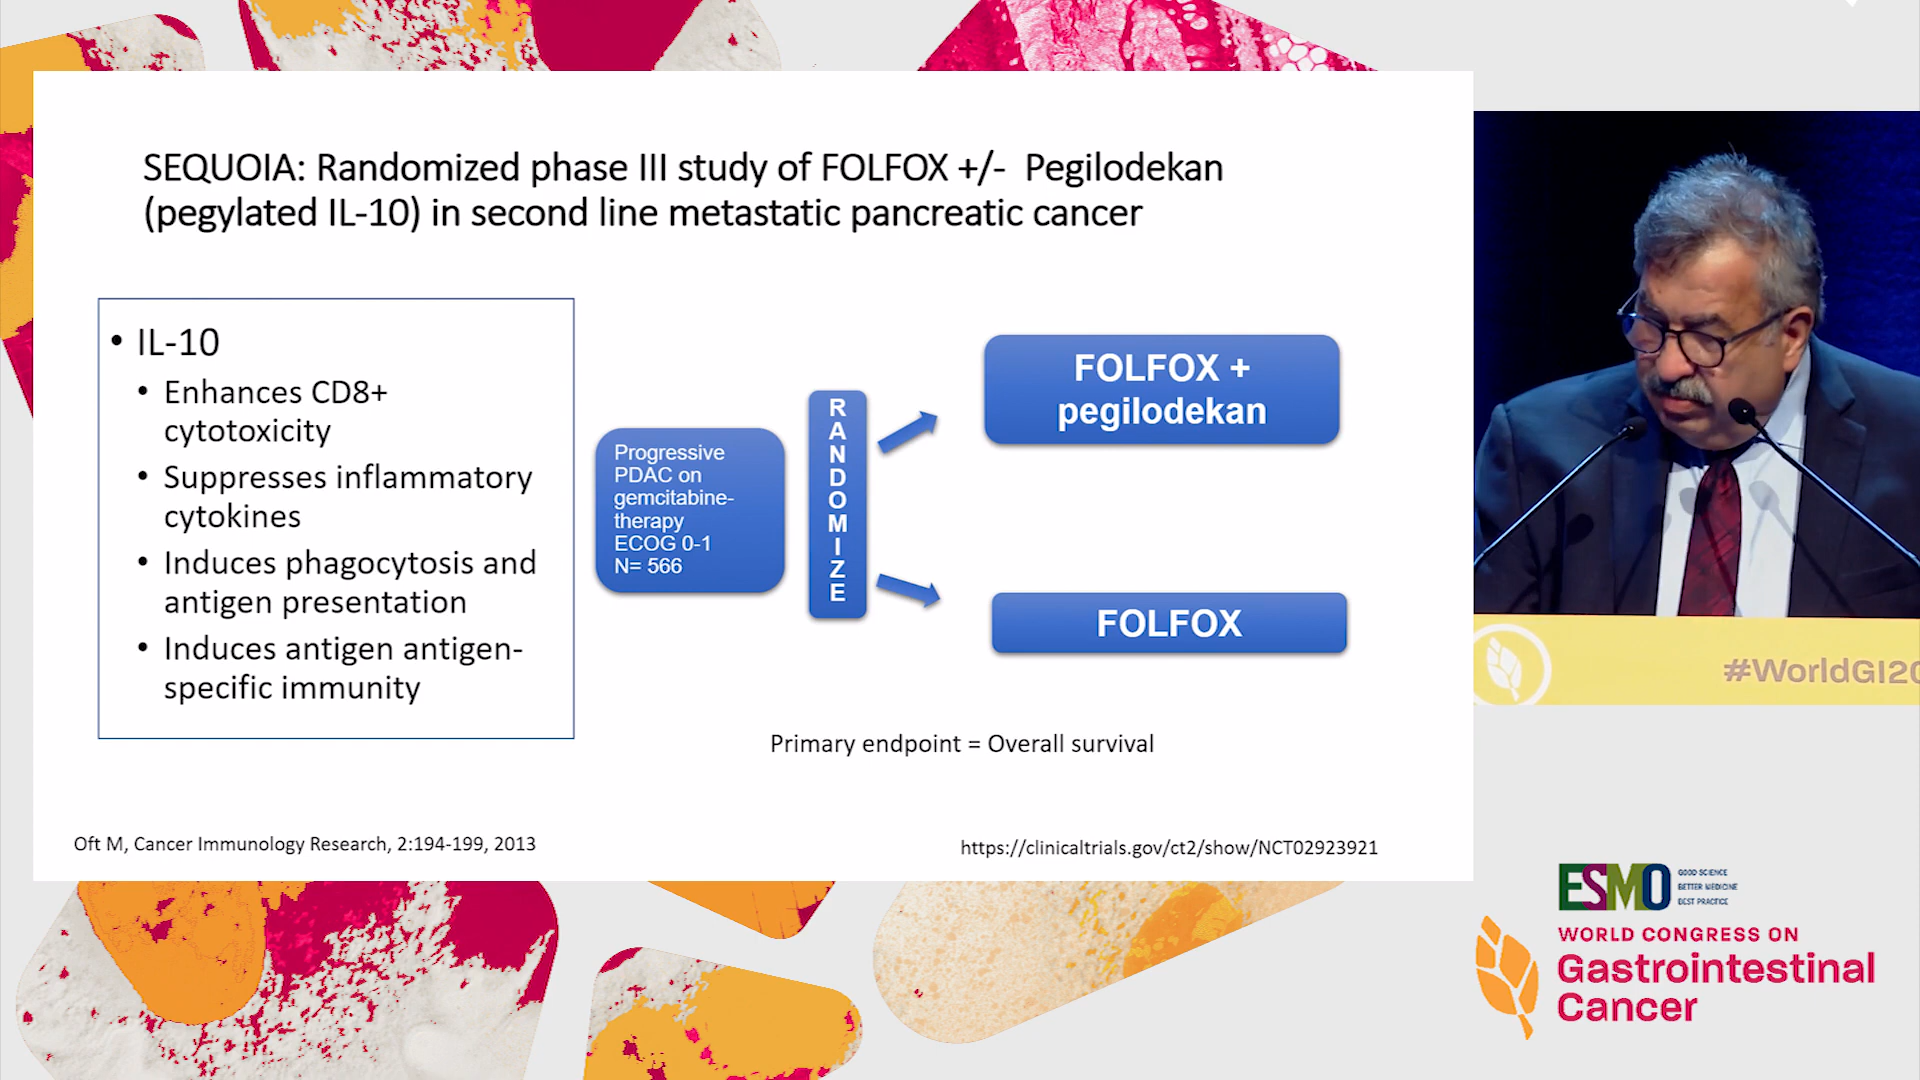 SEQUOIA: Randomized phase III study of FOLFOX +/- Pegilodekan
(pegylated IL-10) in second line metastatic pancreatic cancer
• IL-10
• Enhances CD8+
cytotoxicity
• Suppresses inflammatory
cytokines
• Induces phagocytosis and
antigen presentation
• Induces antigen antigen-
specific immunity
Progressive
PDAC on
gemcitabine-
therapy
ECOG 0-1
N= 566
RANDOMIZE
FOLFOX +
pegilodekan
FOLFOX
Primary endpoint = Overall survival
Oft M, Cancer Immunology Research, 2:194-199, 2013
https://clinicaltrials.gov/ct2/show/NCT02923921
#WorldGI20
ESMO
GOOD SCIENCE
BETTER MEDICINE
BEST PRACTICE
WORLD CONGRESS ON
Gastrointestinal
Cancer